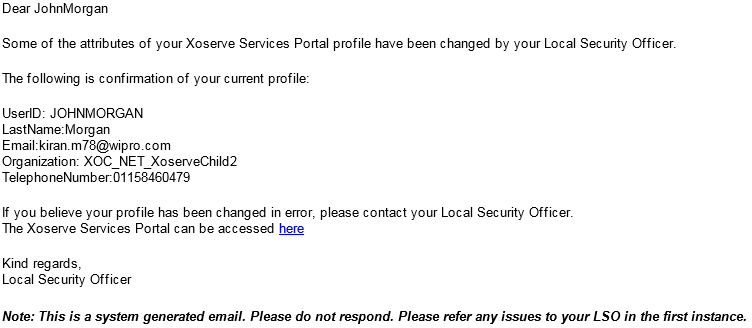 Dear JohnMorgan
Some of the attributes of your Xoserve Services Portal profile have been changed by your Local Security Officer.
The following is confirmation of your current profile:
UserID: JOHNMORGAN
LastName:Morgan
Email:kiran.m78@wipro.com
Organization: XOC_NET_XoserveChild2
TelephoneNumber:01158460479
If you believe your profile has been changed in error, please contact your Local Security Officer.
The Xoserve Services Portal can be accessed here
Kind regards,
Local Security Officer
Note: This is a system generated email. Please do not respond. Please refer any issues to your LSO in the first instance.